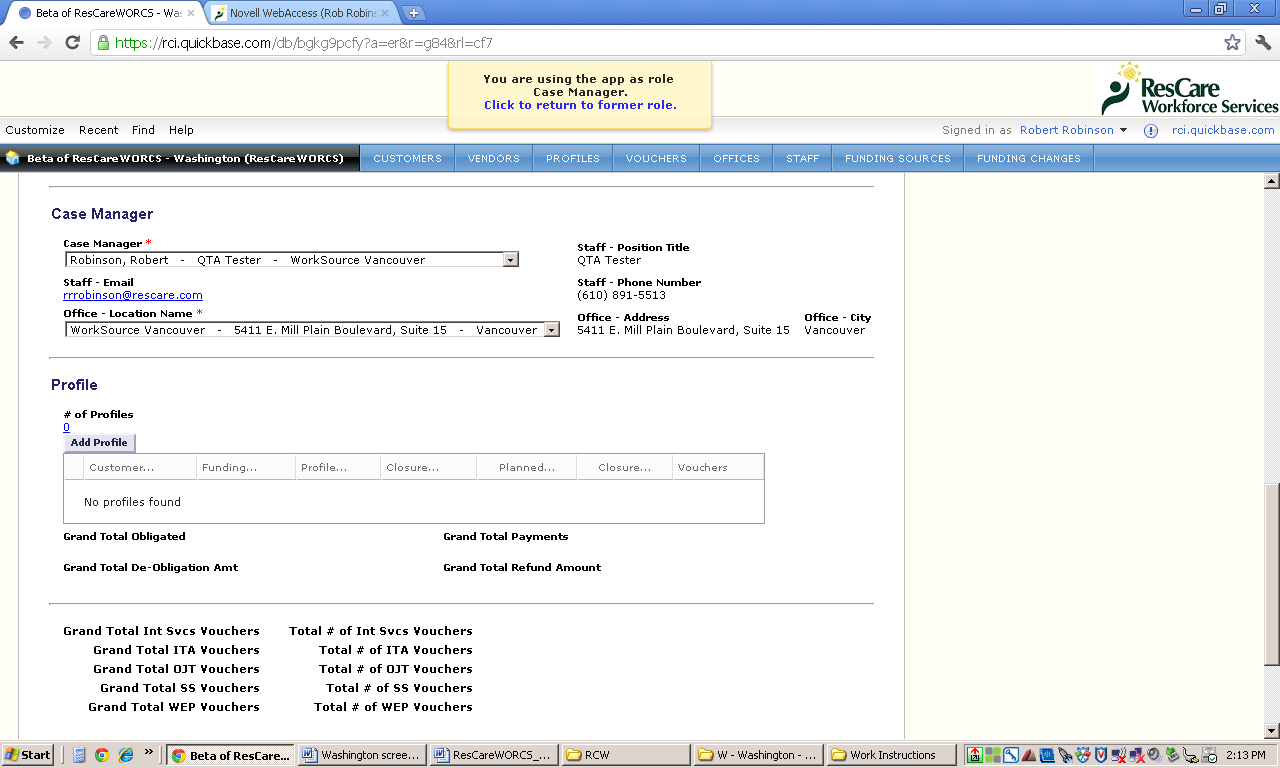 Beta of ResCareWORCS - Wa
Novell WebAccess (Rob Robins
https://rci.quickbase.com/db/bgkg9pcfy?a=er&r=g84&rl=cf7
You are using the app as role
Case Manager.
Click to return to former role.
ResCare
Workforce Services
Customize Recent Find Help
Signed in as Robert Robinson rci.quickbase.com
Beta of ResCareWORCS - Washington (ResCareWORCS) CUSTOMERS VENDORS PROFILES VOUCHERS OFFICES STAFF FUNDING SOURCES FUNDING CHANGES
Case Manager
Case Manager *
Robinson, Robert - QTA Tester - WorkSource Vancouver
Staff - Position Title
QTA Tester
Staff - Email
rrrobinson@rescare.com
Staff - Phone Number
(610) 891-5513
Office - Location Name *
WorkSource Vancouver - 5411 E. Mill Plain Boulevard, Suite 15 - Vancouver
Office - Address
5411 E. Mill Plain Boulevard, Suite 15
Office - City
Vancouver
Profile
# of Profiles
0
Add Profile
Customer... Funding... Profile... Closure... Planned... Closure... Vouchers
No profiles found
Grand Total Obligated Grand Total Payments
Grand Total De-Obligation Amt Grand Total Refund Amount
Grand Total Int Svcs Vouchers Total # of Int Svcs Vouchers
Grand Total ITA Vouchers Total # of ITA Vouchers
Grand Total OJT Vouchers Total # of OJT Vouchers
Grand Total SS Vouchers Total # of SS Vouchers
Grand Total WEP Vouchers Total # of WEP Vouchers
Start » Beta of ResCare... Washington scree... ResCareWORCS_... RCW W - Washington - ... Work Instructions 2:13 PM